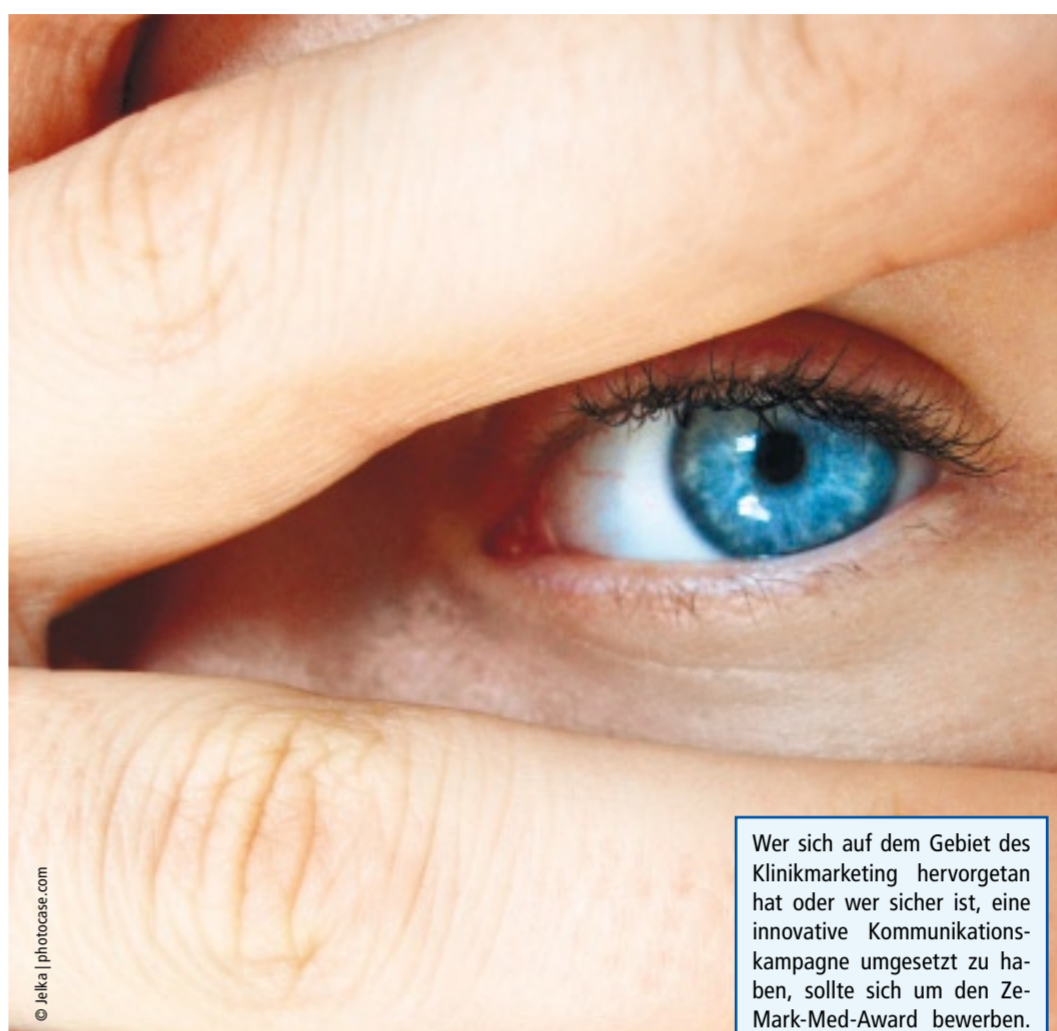 Wer sich auf dem Gebiet des
Klinikmarketing hervorgetan
hat oder wer sicher ist, eine
innovative Kommunikations-
kampagne umgesetzt zu ha-
ben, sollte sich um den Ze-
Mark-Med-Award bewerben.
© Jelka | photocase.com